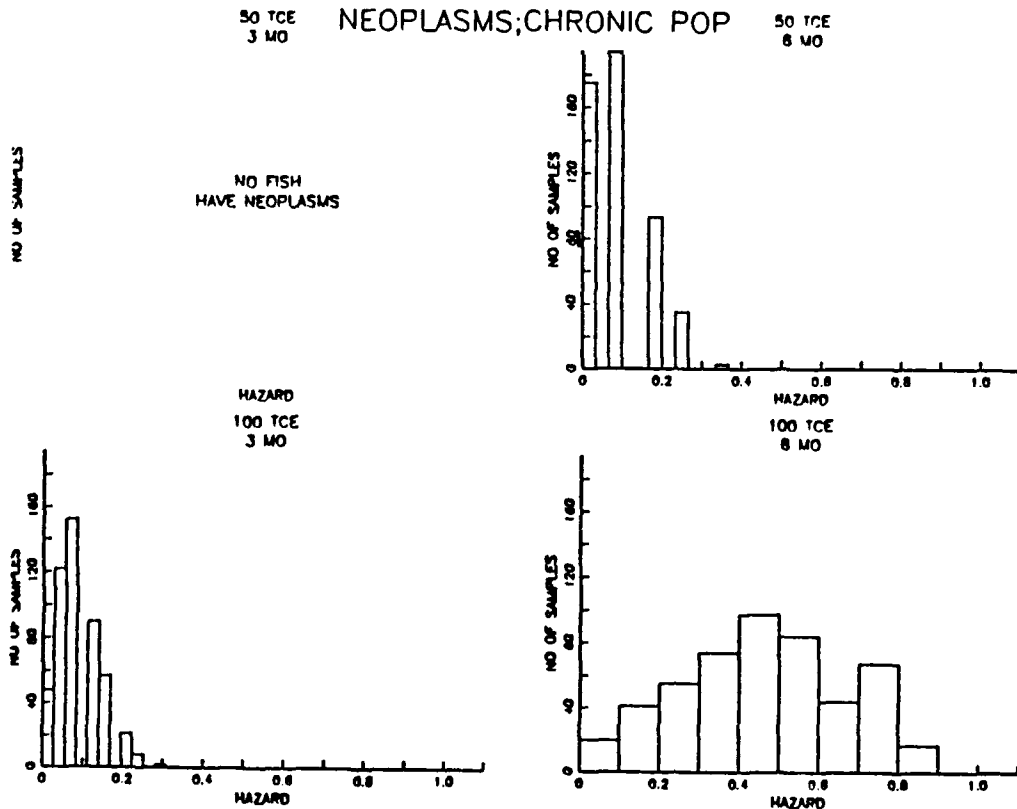 NEOPLASMS;CHRONIC POP
50 TCE
3 MO
NO OF SAMPLES
NO FISH
HAVE NEOPLASMS
HAZARD
50 TCE
6 MO
NO OF SAMPLES
160
120
80
40
0
0 0.2 0.4 0.6 0.8 1.0
HAZARD
100 TCE
3 MO
NO OF SAMPLES
160
120
80
40
0
0 0.2 0.4 0.6 0.8 1.0
HAZARD
100 TCE
6 MO
NO OF SAMPLES
160
120
80
40
0
0 0.2 0.4 0.6 0.8 1.0
HAZARD